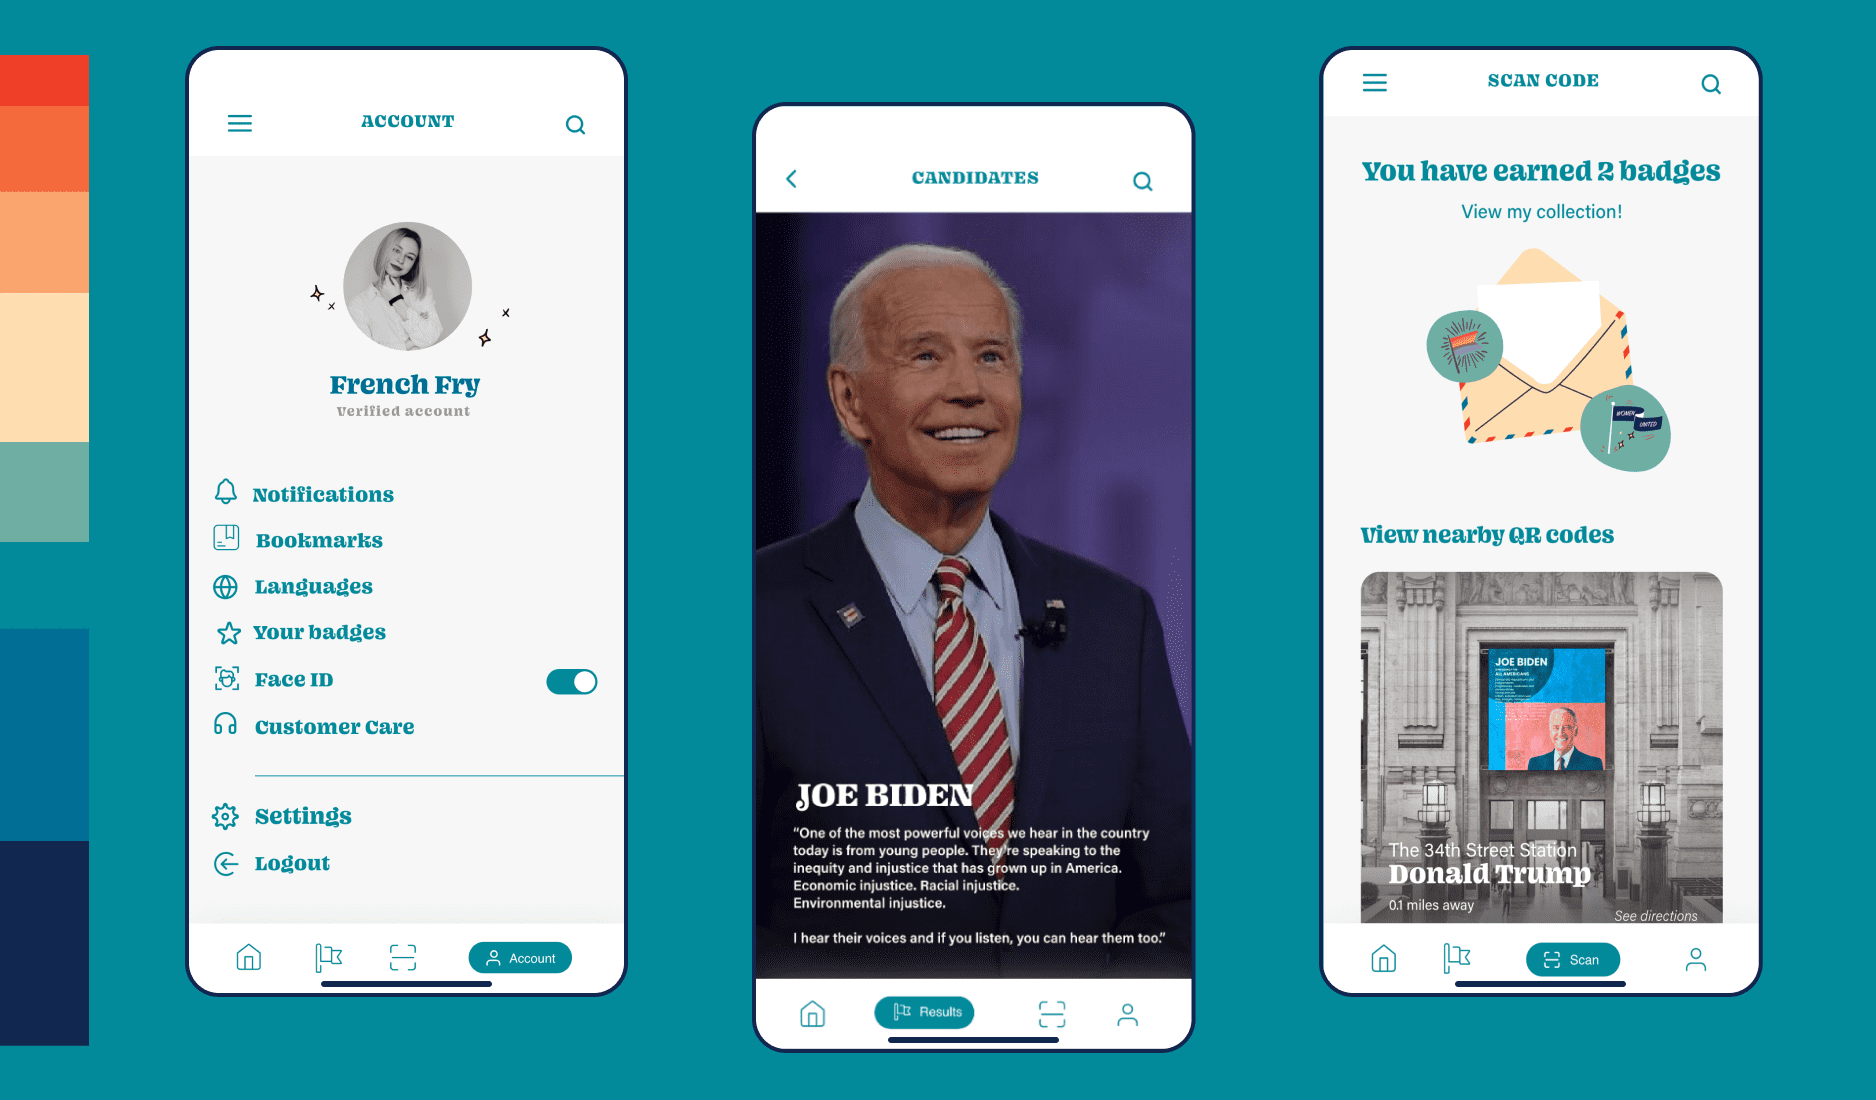 ACCOUNT
French Fry
Verified account
Notifications
Bookmarks
Languages
Your badges
Face ID
Customer Care
Settings
Logout
Account
CANDIDATES
JOE BIDEN
“One of the most powerful voices we hear in the country
today is from young people. They're speaking to the
inequity and injustice that has grown up in America.
Economic injustice. Racial injustice.
Environmental injustice.
I hear their voices and if you listen, you can hear them too.”
Results
SCAN CODE
You have earned 2 badges
View my collection!
WOMEN
UNITED
View nearby QR codes
JOE BIDEN
ALL AMERICANS
The 34th Street Station
Donald Trump
0.1 miles away
See directions
Scan